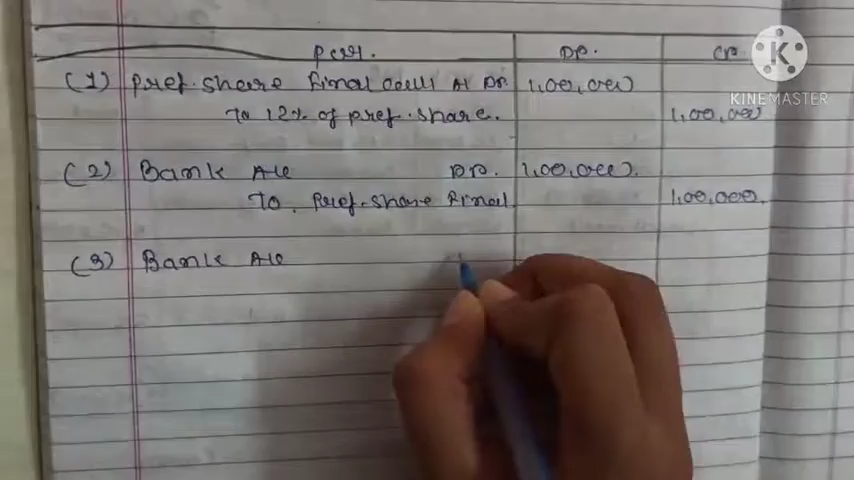 Par. Dr. Cr.
(1) Pref. share final call A/c Dr. 1,00,000
To 12% of pref. share. 1,00,000
(2) Bank A/c Dr. 1,00,000.
To. Pref. share final 1,00,000.
(3) Bank A/c
K
KINEMASTER